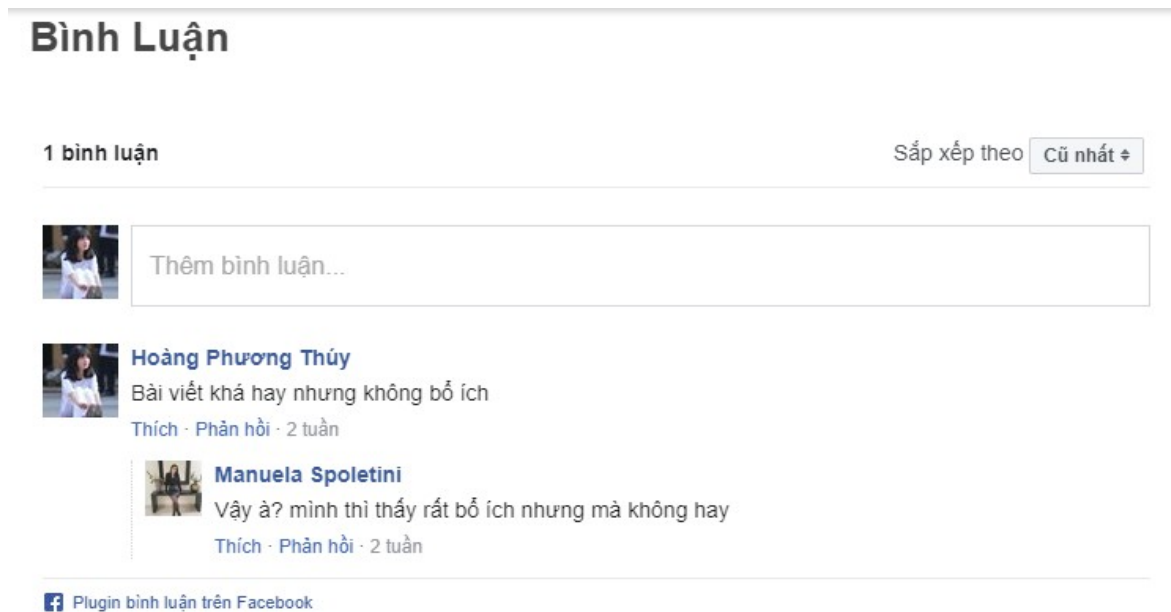 Bình Luận
1 bình luận
Sắp xếp theo Cũ nhất
Thêm bình luận...
Hoàng Phương Thúy
Bài viết khá hay nhưng không bổ ích
Thích · Phản hồi · 2 tuần
Manuela Spoletini
Vậy à? mình thì thấy rất bổ ích nhưng mà không hay
Thích · Phản hồi · 2 tuần
Plugin bình luận trên Facebook